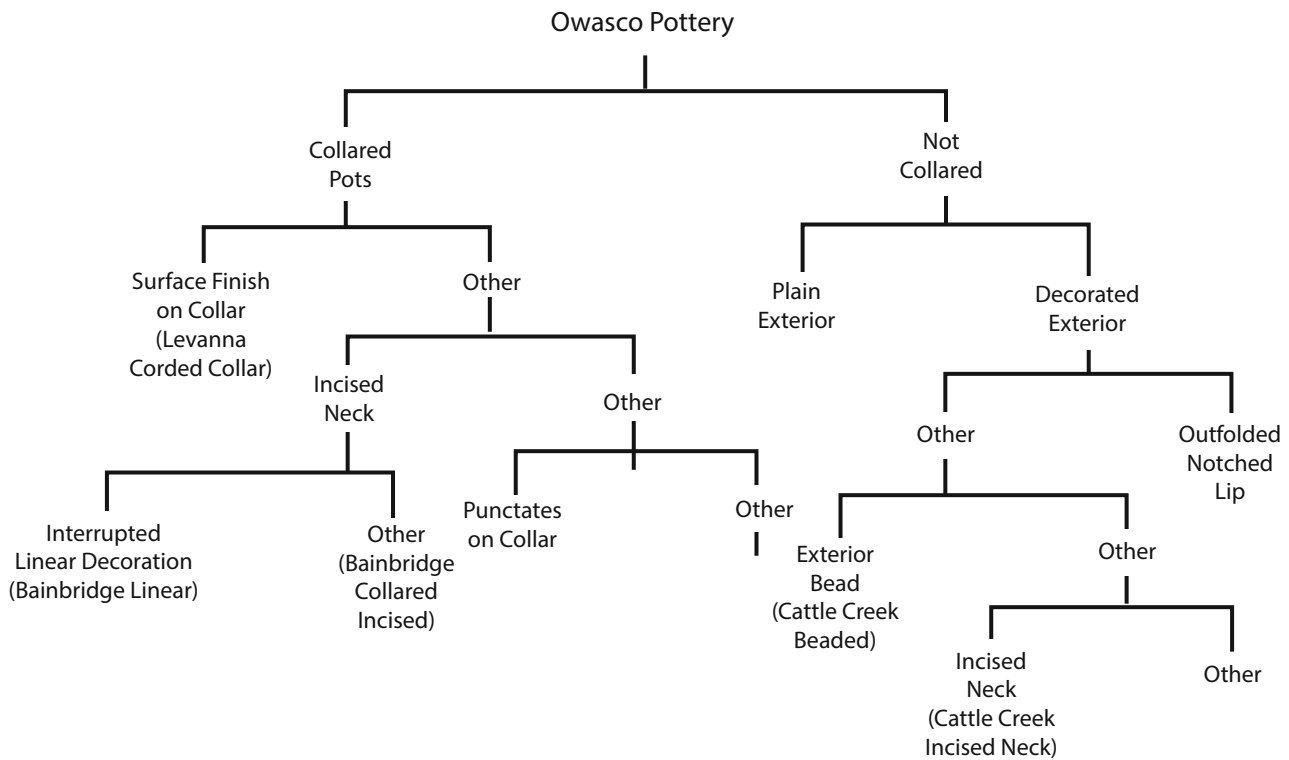 Owasco Pottery
Collared
Pots
Not
Collared
Surface Finish
on Collar
(Levanna
Corded Collar)
Other
Plain
Exterior
Decorated
Exterior
Incised
Neck
Other
Other
Outfolded
Notched
Lip
Interrupted
Linear Decoration
(Bainbridge Linear)
Other
(Bainbridge
Collared
Incised)
Punctates
on Collar
Other
Exterior
Bead
(Cattle Creek
Beaded)
Other
Incised
Neck
(Cattle Creek
Incised Neck)
Other